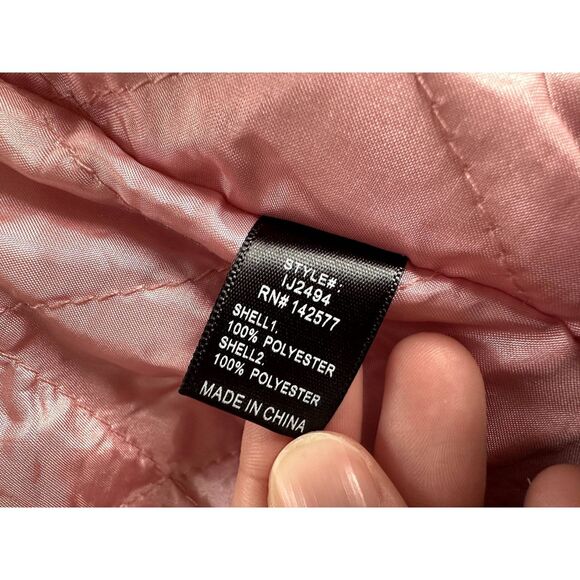 STYLE#:
IJ2494
RN# 142577
SHELL1.
100% POLYESTER
SHELL2.
100% POLYESTER
MADE IN CHINA